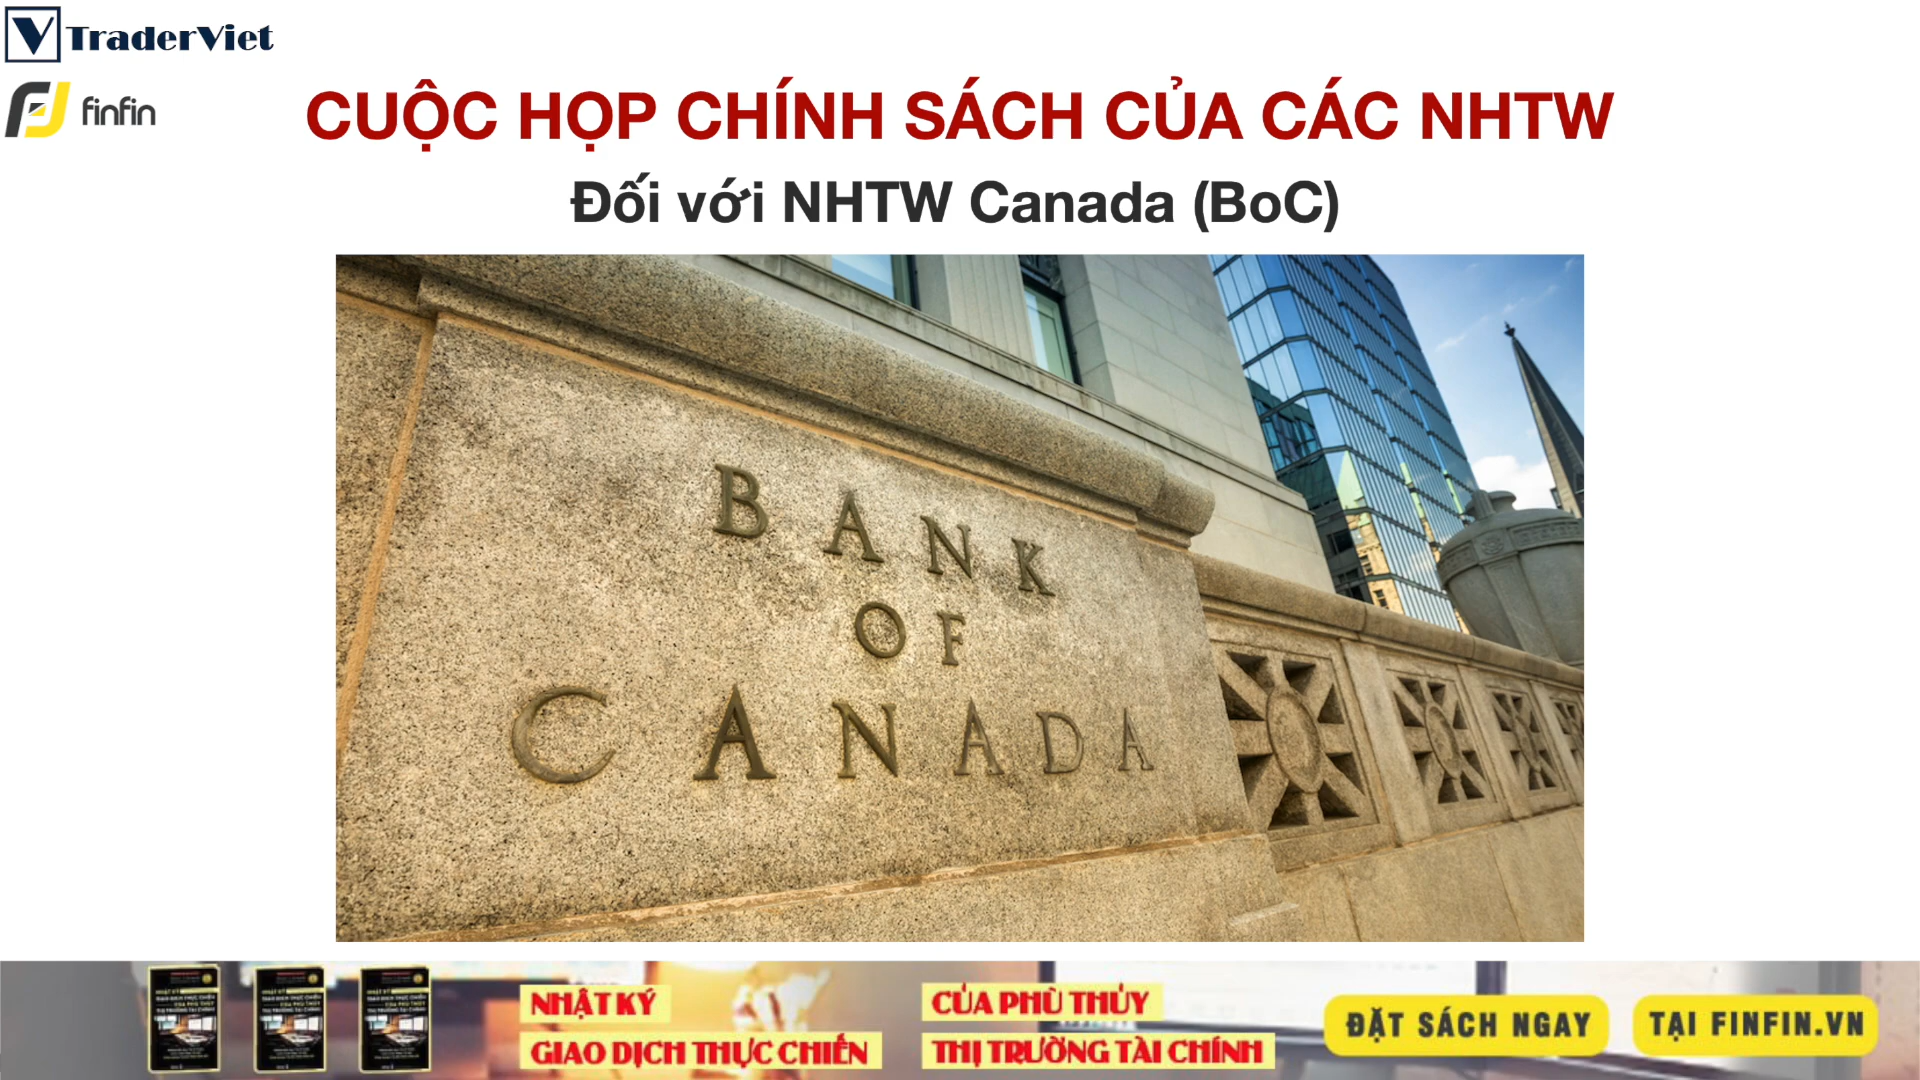 TraderViet
finfin
CUỘC HỌP CHÍNH SÁCH CỦA CÁC NHTW
Đối với NHTW Canada (BoC)
BANK
OF
CANADA
NHẬT KÝ
GIAO DỊCH THỰC CHIẾN
CỦA PHÙ THỦY
THỊ TRƯỜNG TÀI CHÍNH
ĐẶT SÁCH NGAY
TẠI FINFIN.VN